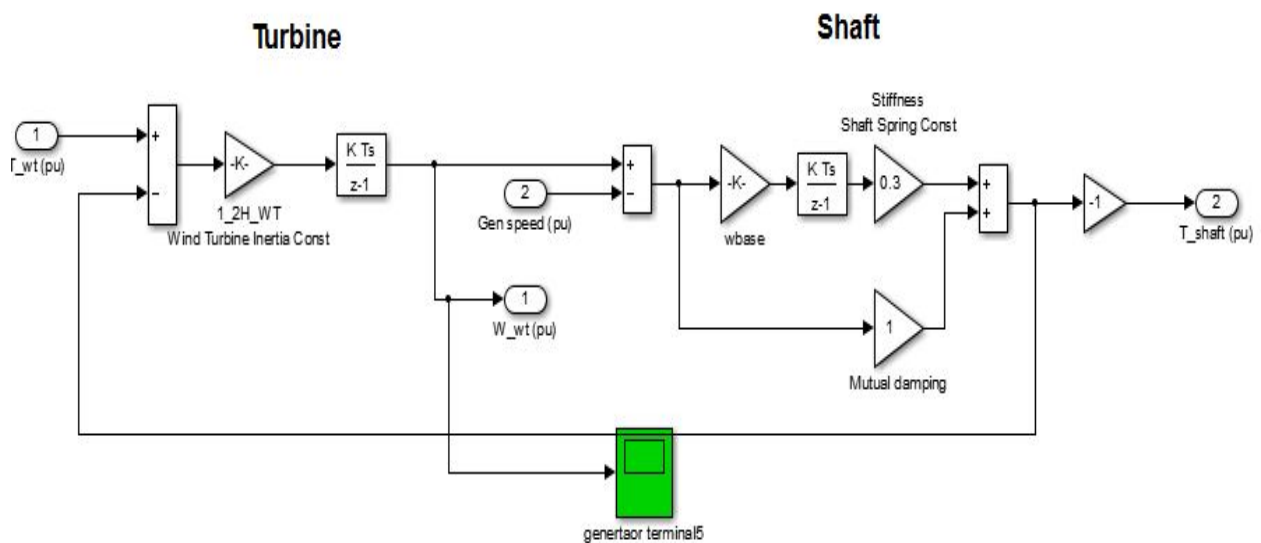 Turbine
Shaft
Stiffness
Shaft Spring Const
1
T_wt (pu)
+
−
-K-
1_2H_WT
Wind Turbine Inertia Const
K Ts
z-1
2
Gen speed (pu)
+
−
-K-
wbase
K Ts
z-1
0.3
+
+
-1
2
T_shaft (pu)
1
W_wt (pu)
1
Mutual damping
genertaor terminal5